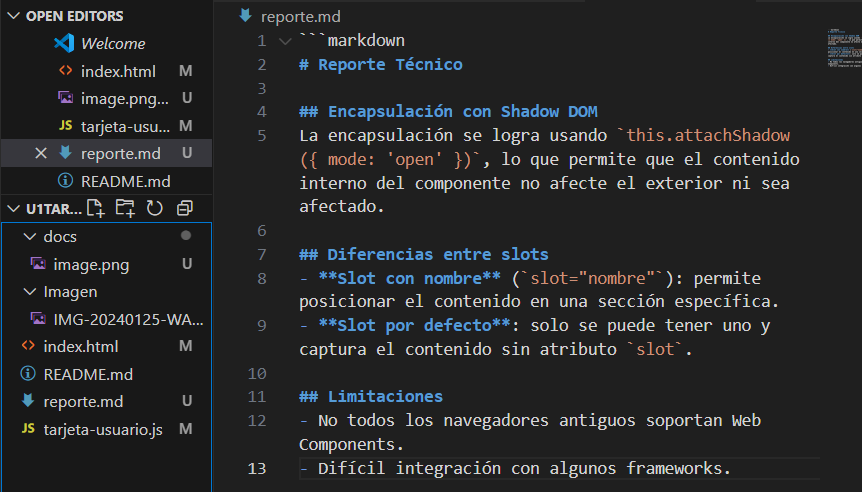 OPEN EDITORS
Welcome
index.html M
image.png... U
JS tarjeta-usu... M
reporte.md U
README.md
U1TAR...
docs
image.png U
Imagen
IMG-20240125-WA...
index.html M
README.md
reporte.md U
JS tarjeta-usuario.js M
reporte.md
1 ```markdown
2 # Reporte Técnico
3
4 ## Encapsulación con Shadow DOM
5 La encapsulación se logra usando `this.attachShadow
({ mode: 'open' })`, lo que permite que el contenido
interno del componente no afecte el exterior ni sea
afectado.
6
7 ## Diferencias entre slots
8 - **Slot con nombre** (`slot="nombre"`): permite
posicionar el contenido en una sección específica.
9 - **Slot por defecto**: solo se puede tener uno y
captura el contenido sin atributo `slot`.
10
11 ## Limitaciones
12 - No todos los navegadores antiguos soportan Web
Components.
13 - Difícil integración con algunos frameworks.